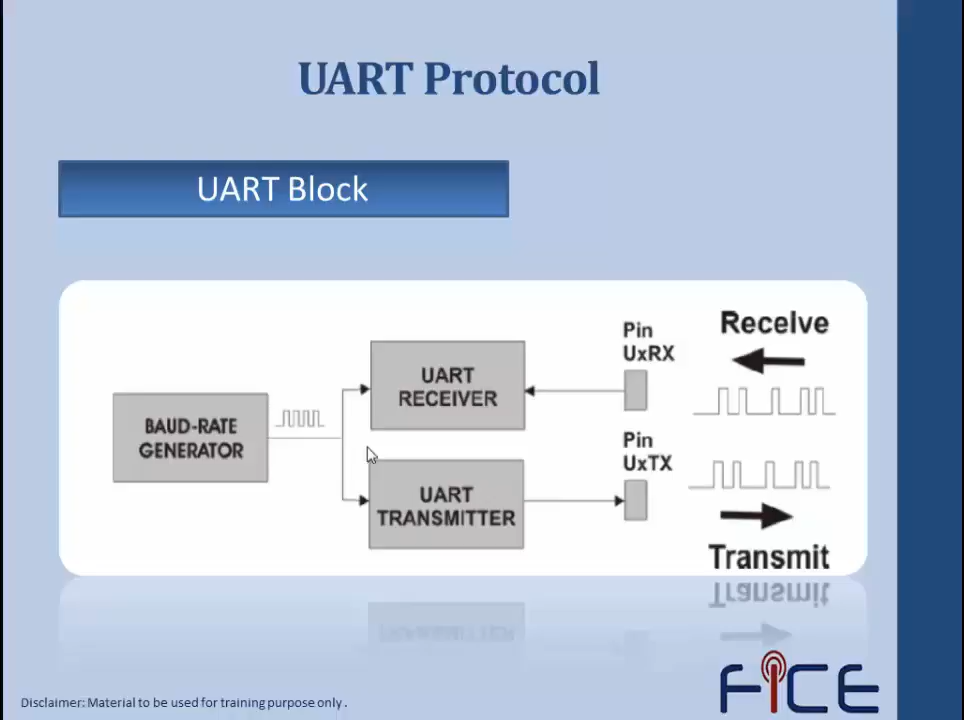 UART Protocol
UART Block
BAUD-RATE
GENERATOR
UART
RECEIVER
UART
TRANSMITTER
Pin
UxRX
Pin
UxTX
Receive
Transmit
Disclaimer: Material to be used for training purpose only .
FiCE